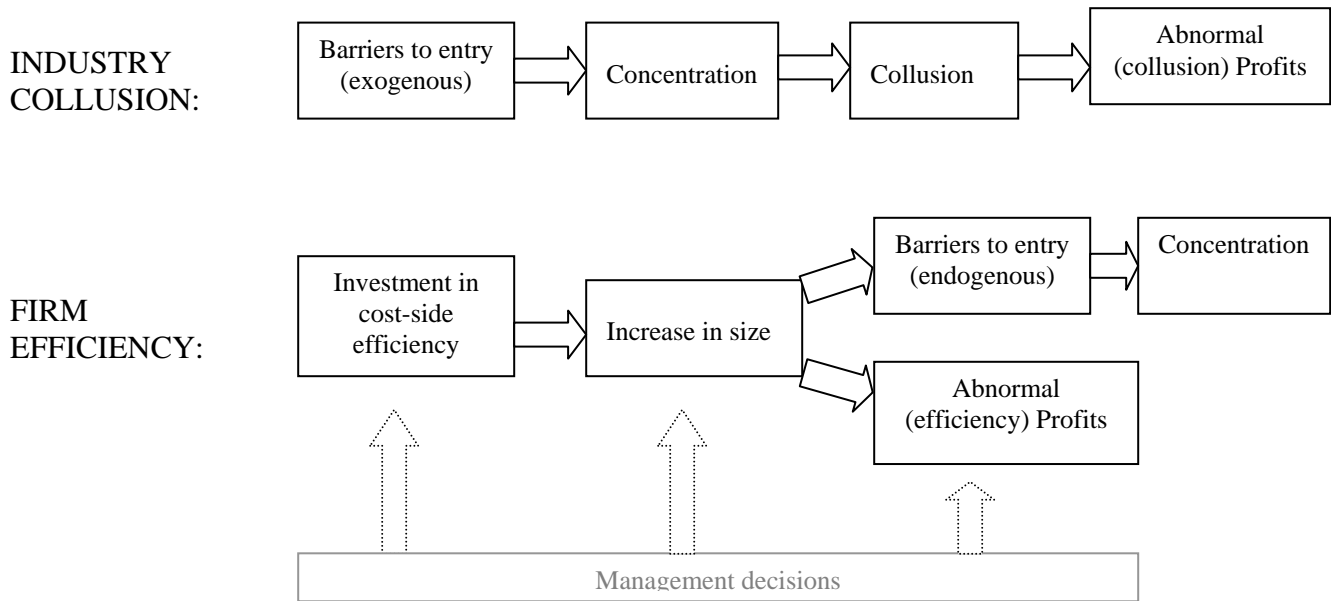 INDUSTRY
COLLUSION:
Barriers to entry
(exogenous)
Concentration
Collusion
Abnormal
(collusion) Profits
FIRM
EFFICIENCY:
Investment in
cost-side
efficiency
Increase in size
Barriers to entry
(endogenous)
Concentration
Abnormal
(efficiency) Profits
Management decisions